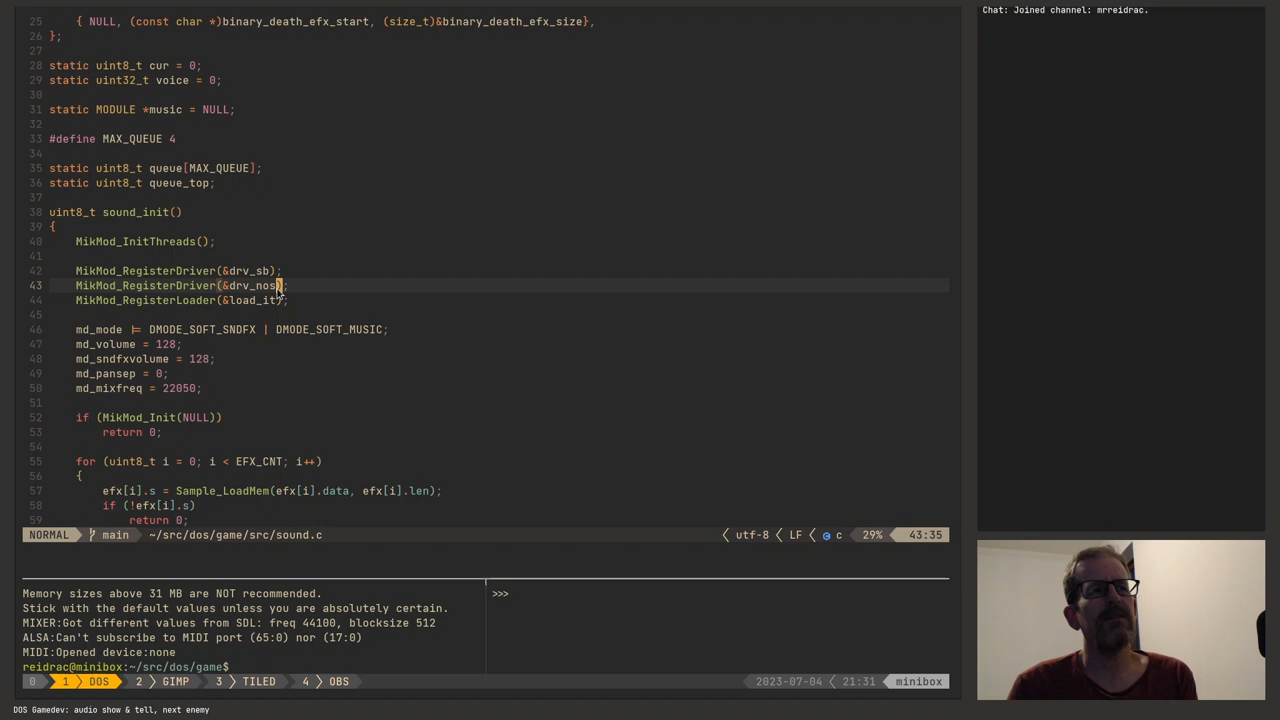 25     { NULL, (const char *)binary_death_efx_start, (size_t)&binary_death_efx_size},
26 };
27
28 static uint8_t cur = 0;
29 static uint32_t voice = 0;
30
31 static MODULE *music = NULL;
32
33 #define MAX_QUEUE 4
34
35 static uint8_t queue[MAX_QUEUE];
36 static uint8_t queue_top;
37
38 uint8_t sound_init()
39 {
40     MikMod_InitThreads();
41
42     MikMod_RegisterDriver(&drv_sb);
43     MikMod_RegisterDriver(&drv_nos);
44     MikMod_RegisterLoader(&load_it);
45
46     md_mode |= DMODE_SOFT_SNDFX | DMODE_SOFT_MUSIC;
47     md_volume = 128;
48     md_sndfxvolume = 128;
49     md_pansep = 0;
50     md_mixfreq = 22050;
51
52     if (MikMod_Init(NULL))
53         return 0;
54
55     for (uint8_t i = 0; i < EFX_CNT; i++)
56     {
57         efx[i].s = Sample_LoadMem(efx[i].data, efx[i].len);
58         if (!efx[i].s)
59             return 0;
NORMAL main ~/src/dos/game/src/sound.c utf-8 LF c 29% 43:35
Memory sizes above 31 MB are NOT recommended.
Stick with the default values unless you are absolutely certain.
MIXER:Got different values from SDL: freq 44100, blocksize 512
ALSA:Can't subscribe to MIDI port (65:0) nor (17:0)
MIDI:Opened device:none
reidrac@minibox:~/src/dos/game$
>>>
0 1 DOS 2 GIMP 3 TILED 4 OBS 2023-07-04 21:31 minibox
Chat: Joined channel: mrreidrac.
DOS Gamedev: audio show & tell, next enemy